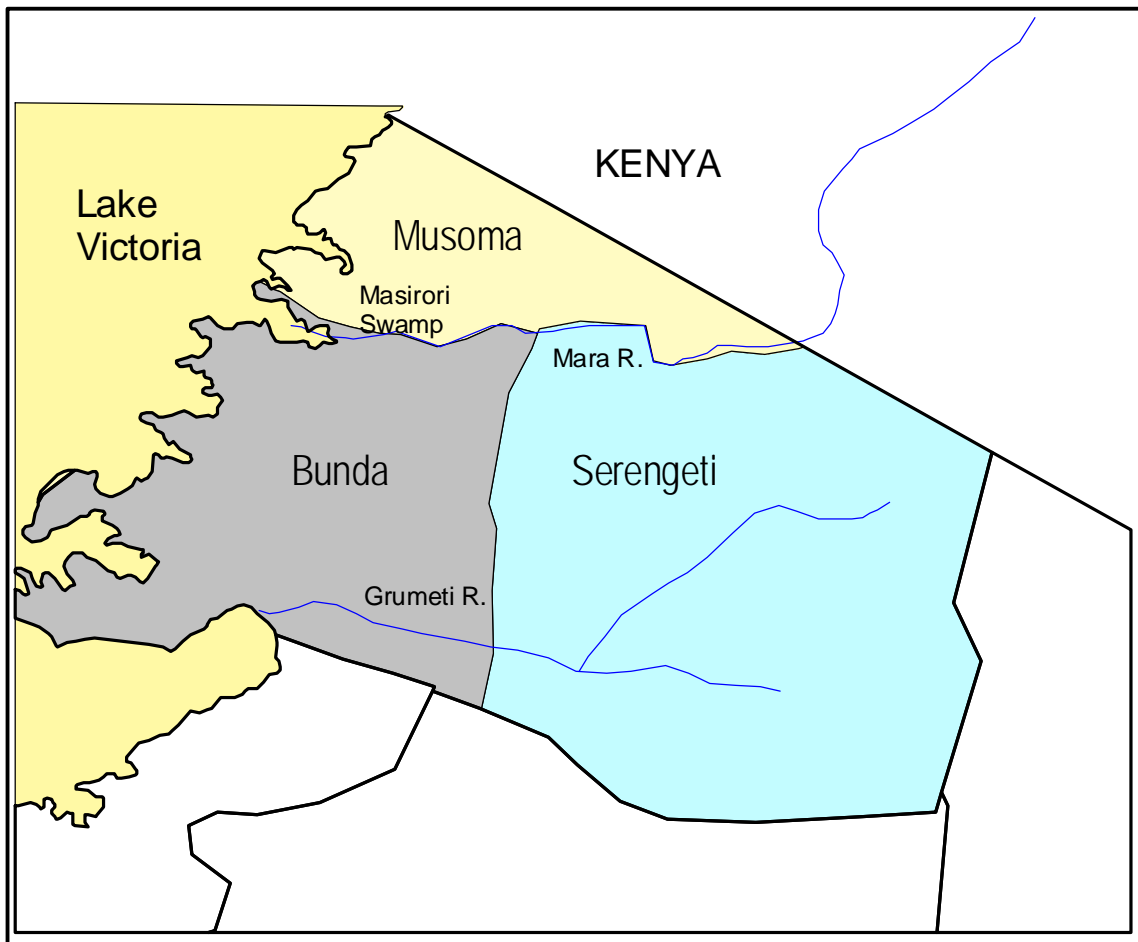 KENYA
Lake
Victoria
Musoma
Masirori
Swamp
Mara R.
Bunda
Serengeti
Grumeti R.